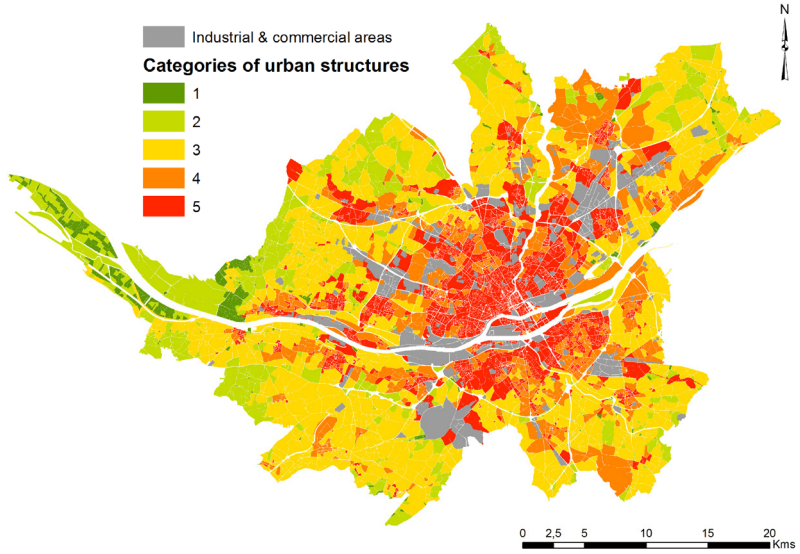 N
Industrial & commercial areas
Categories of urban structures
1
2
3
4
5
0 2,5 5 10 15 20
Kms